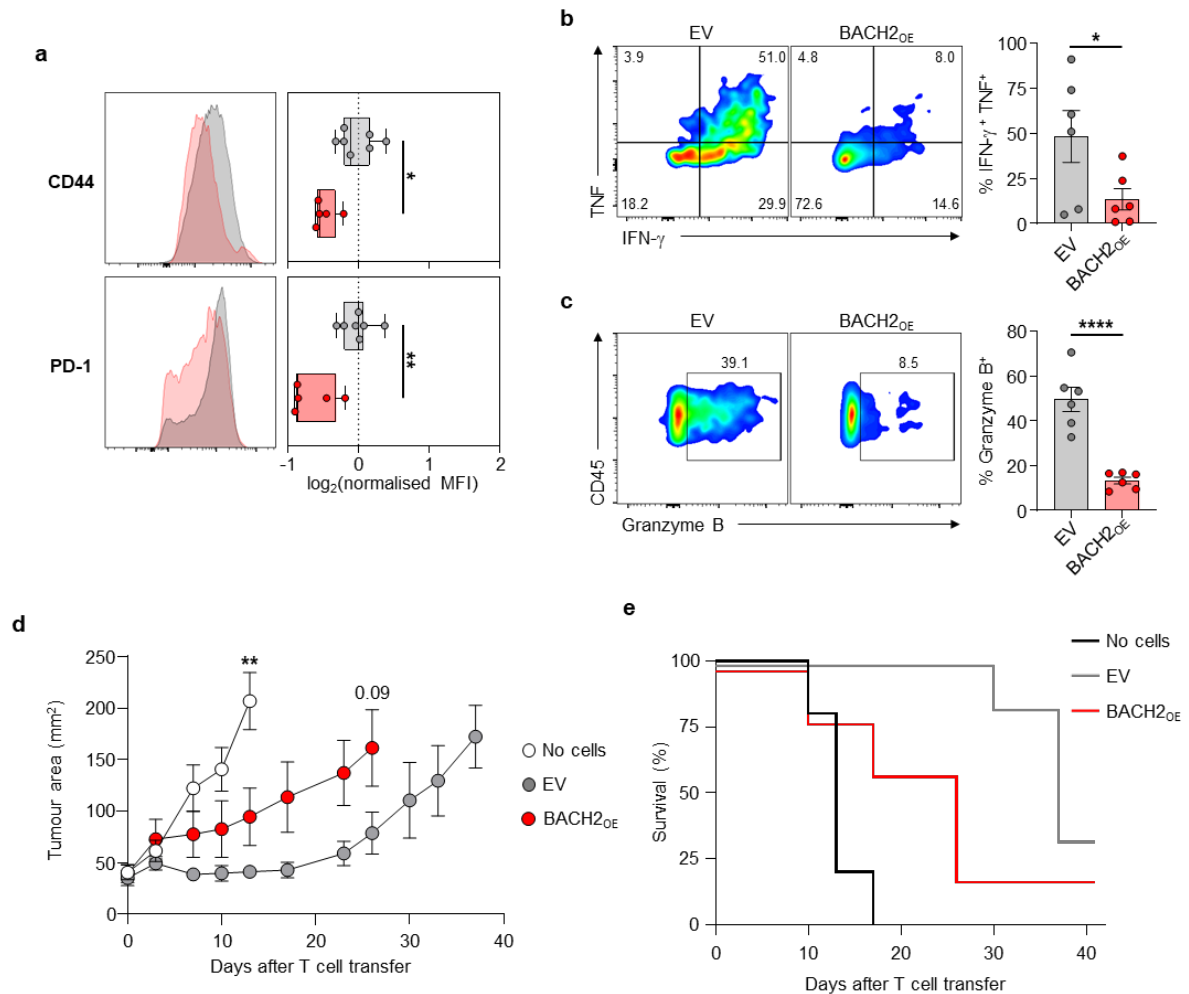 a
CD44
*
PD-1
**
-1 0 1 2
log2(normalised MFI)
b
EV BACH2OE
3.9 51.0 4.8 8.0
18.2 29.9 72.6 14.6
TNF
IFN-γ
% IFN-γ+ TNF+
100
75
50
25
0
*
EV BACH2OE
c
EV BACH2OE
39.1 8.5
CD45
Granzyme B
% Granzyme B+
80
60
40
20
0
****
EV BACH2OE
d
Tumour area (mm2)
250
200
150
100
50
0
**
0.09
0 10 20 30 40
Days after T cell transfer
No cells
EV
BACH2OE
e
Survival (%)
100
75
50
25
0
0 10 20 30 40
Days after T cell transfer
No cells
EV
BACH2OE